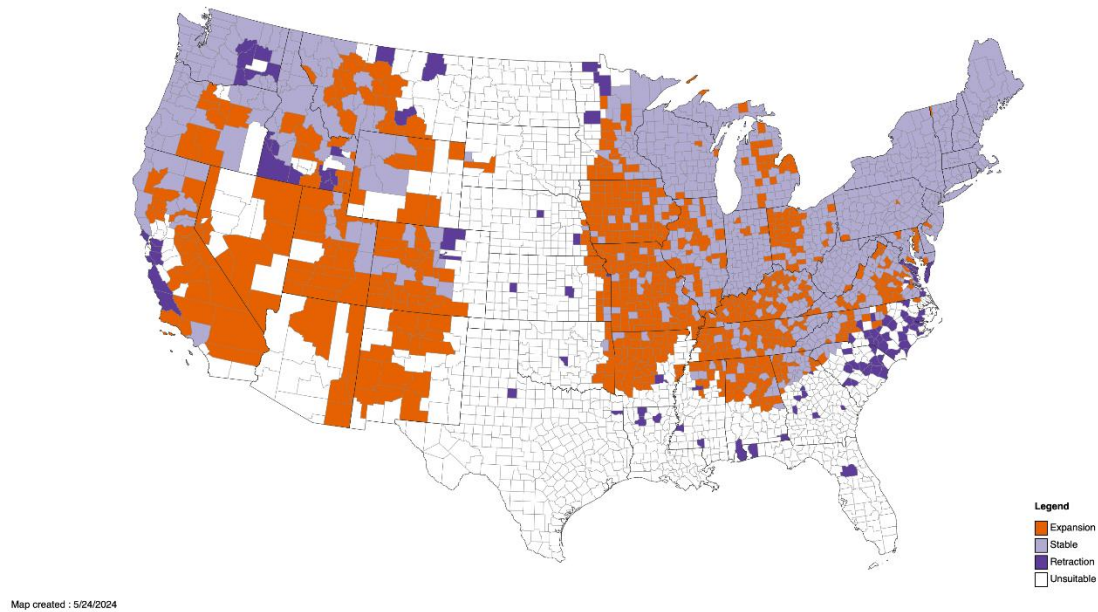 Legend
Expansion
Stable
Retraction
Unsuitable
Map created : 5/24/2024